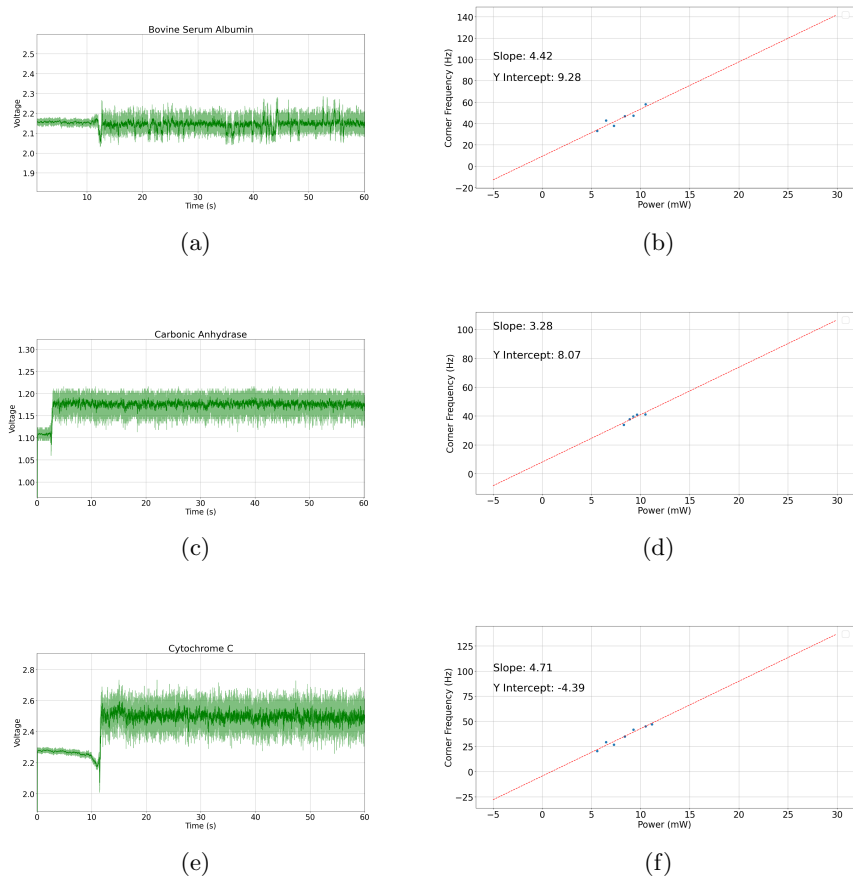 Bovine Serum Albumin
2.5
2.4
2.3
2.2
2.1
2.0
1.9
Voltage
10 20 30 40 50 60
Time (s)
(a)
140
120
100
80
60
40
20
0
−20
Corner Frequency (Hz)
Slope: 4.42
Y Intercept: 9.28
−5 0 5 10 15 20 25 30
Power (mW)
(b)
Carbonic Anhydrase
1.30
1.25
1.20
1.15
1.10
1.05
1.00
Voltage
0 10 20 30 40 50 60
Time (s)
(c)
100
80
60
40
20
0
Corner Frequency (Hz)
Slope: 3.28
Y Intercept: 8.07
−5 0 5 10 15 20 25 30
Power (mW)
(d)
Cytochrome C
2.8
2.6
2.4
2.2
2.0
Voltage
0 10 20 30 40 50 60
Time (s)
(e)
125
100
75
50
25
0
−25
Corner Frequency (Hz)
Slope: 4.71
Y Intercept: -4.39
−5 0 5 10 15 20 25 30
Power (mW)
(f)